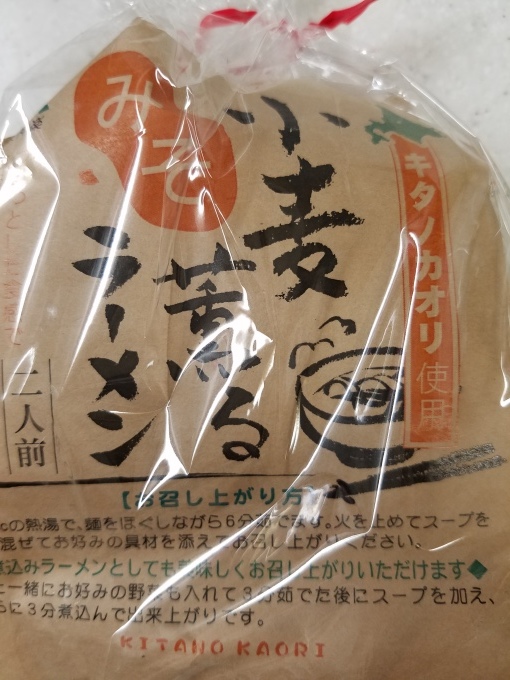 みそ
小麦
薫る
ラーメン
キタノカオリ使用
二人前
【お召し上がり方】
の熱湯で、麺をほぐしながら6分茹でます。火を止めてスープを
混ぜてお好みの具材を添えてお召し上がりください。
煮込みラーメンとしても美味しくお召し上がりいただけます◆
に一緒にお好みの野菜も入れて3分茹でた後にスープを加え、
らに3分煮込んで出来上がりです。
KITANO KAORI